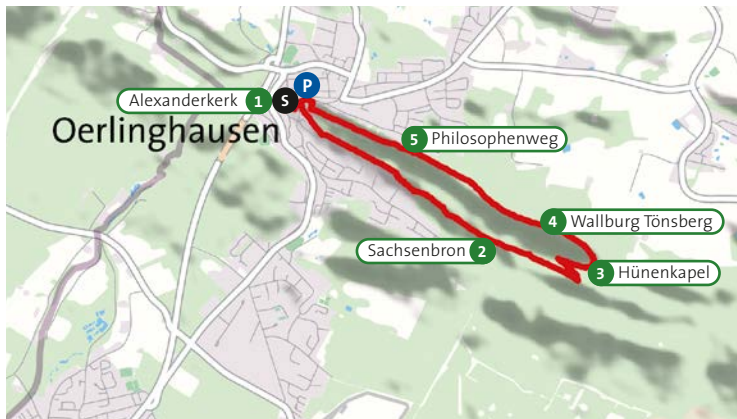 P
Alexanderkerk 1 S
Oerlinghausen
5 Philosophenweg
4 Wallburg Tönsberg
Sachsenbron 2
3 Hünenkapel